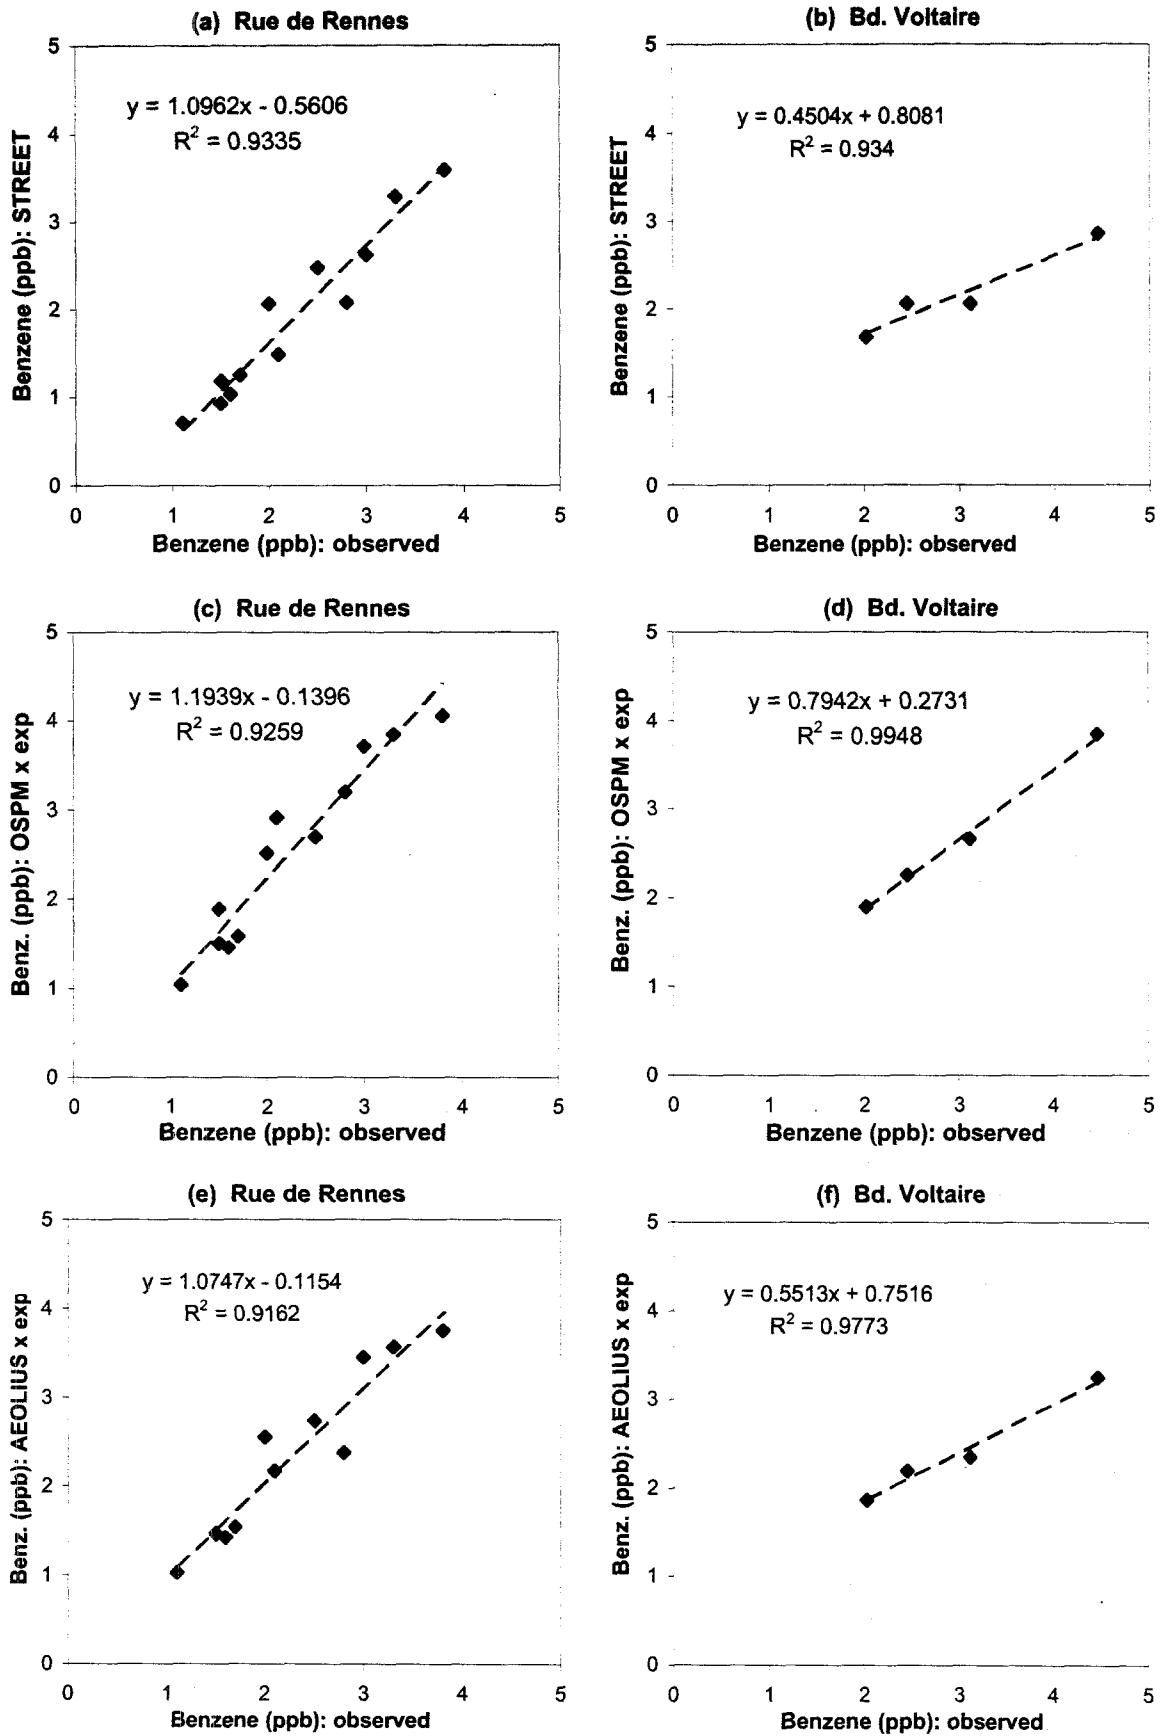 (a) Rue de Rennes
Benzene (ppb): STREET
y = 1.0962x - 0.5606
R² = 0.9335
5
4
3
2
1
0
0 1 2 3 4 5
Benzene (ppb): observed
(b) Bd. Voltaire
Benzene (ppb): STREET
y = 0.4504x + 0.8081
R² = 0.934
5
4
3
2
1
0
0 1 2 3 4 5
Benzene (ppb): observed
(c) Rue de Rennes
Benz. (ppb): OSPM x exp
y = 1.1939x - 0.1396
R² = 0.9259
5
4
3
2
1
0
0 1 2 3 4 5
Benzene (ppb): observed
(d) Bd. Voltaire
Benz. (ppb): OSPM x exp
y = 0.7942x + 0.2731
R² = 0.9948
5
4
3
2
1
0
0 1 2 3 4 5
Benzene (ppb): observed
(e) Rue de Rennes
Benz. (ppb): AEOLIUS x exp
y = 1.0747x - 0.1154
R² = 0.9162
5
4
3
2
1
0
0 1 2 3 4 5
Benzene (ppb): observed
(f) Bd. Voltaire
Benz. (ppb): AEOLIUS x exp
y = 0.5513x + 0.7516
R² = 0.9773
5
4
3
2
1
0
0 1 2 3 4 5
Benzene (ppb): observed